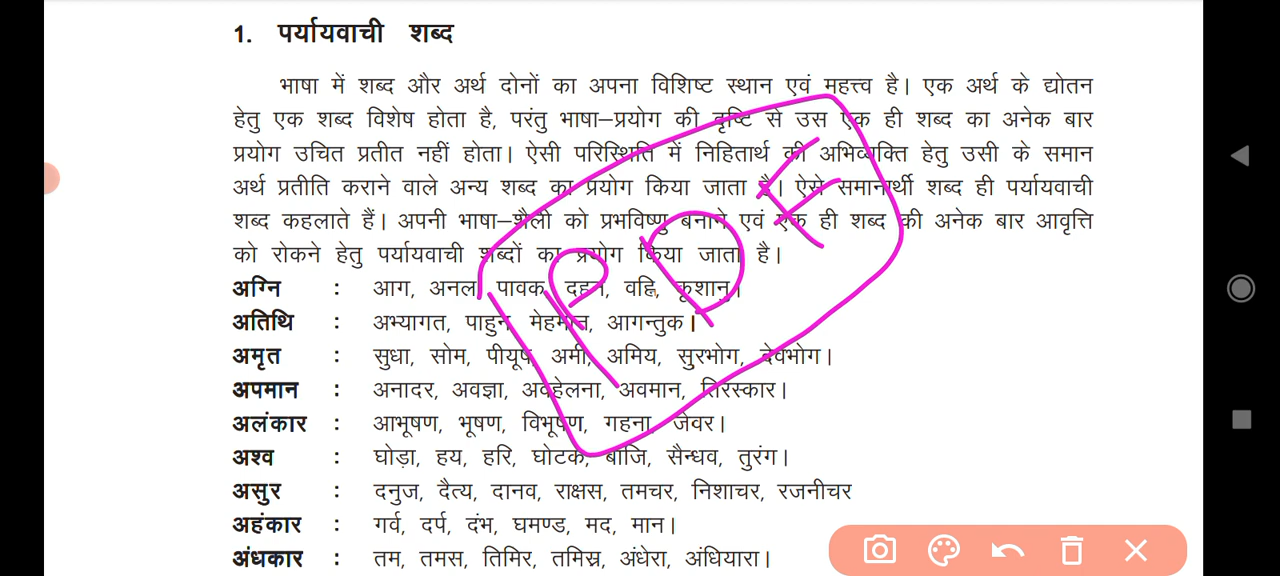 1. पर्यायवाची शब्द
भाषा में शब्द और अर्थ दोनों का अपना विशिष्ट स्थान एवं महत्त्व है। एक अर्थ के द्योतन
हेतु एक शब्द विशेष होता है, परंतु भाषा–प्रयोग की दृष्टि से उस एक ही शब्द का अनेक बार
प्रयोग उचित प्रतीत नहीं होता। ऐसी परिस्थिति में निहितार्थ की अभिव्यक्ति हेतु उसी के समान
अर्थ प्रतीति कराने वाले अन्य शब्द का प्रयोग किया जाता है। ऐसे समानार्थी शब्द ही पर्यायवाची
शब्द कहलाते हैं। अपनी भाषा–शैली को प्रभविष्णु बनाने एवं एक ही शब्द की अनेक बार आवृत्ति
को रोकने हेतु पर्यायवाची शब्दों का प्रयोग किया जाता है।
अग्नि : आग, अनल, पावक, दहन, वह्नि, कृशानु।
अतिथि : अभ्यागत, पाहुन, मेहमान, आगन्तुक।
अमृत : सुधा, सोम, पीयूष, अमी, अमिय, सुरभोग, देवभोग।
अपमान : अनादर, अवज्ञा, अवहेलना, अवमान, तिरस्कार।
अलंकार : आभूषण, भूषण, विभूषण, गहना, जेवर।
अश्व : घोड़ा, हय, हरि, घोटक, बाजि, सैन्धव, तुरंग।
असुर : दनुज, दैत्य, दानव, राक्षस, तमचर, निशाचर, रजनीचर
अहंकार : गर्व, दर्प, दंभ, घमण्ड, मद, मान।
अंधकार : तम, तमस, तिमिर, तमिस्र, अंधेरा, अंधियारा।